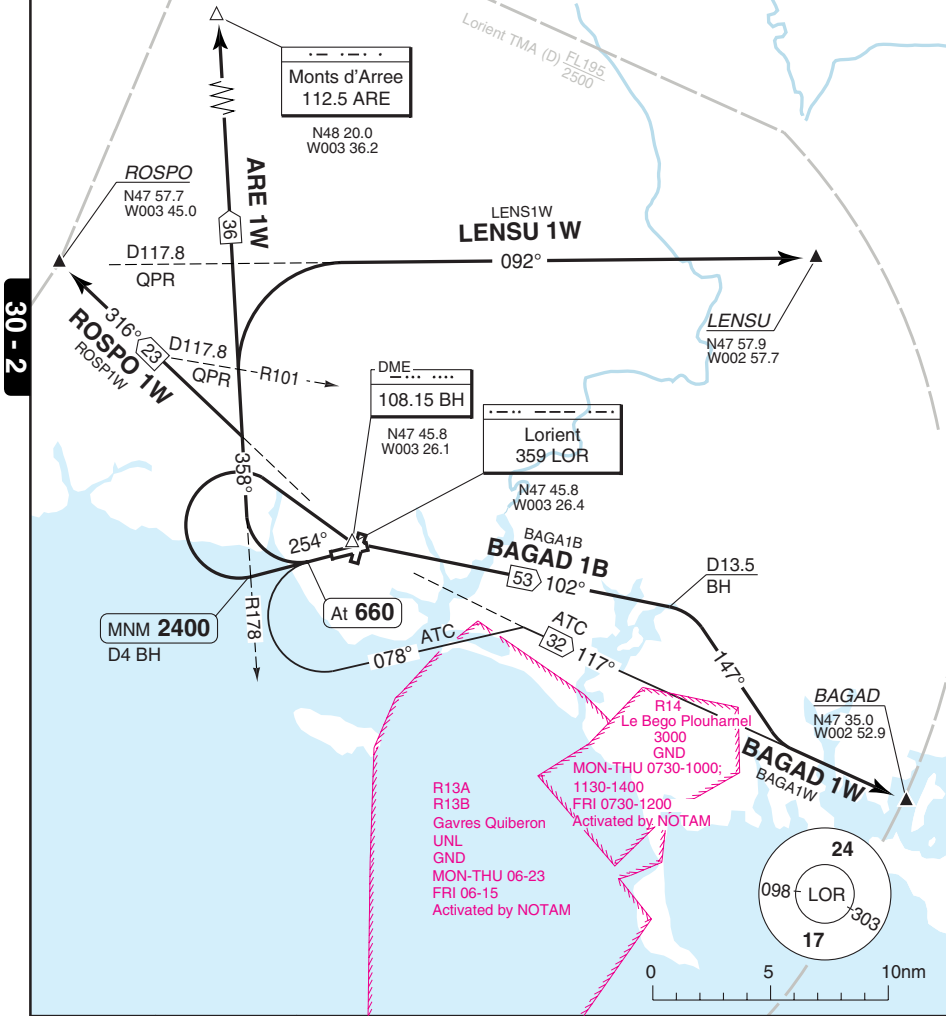 Lorient TMA (D) FL195
2500
Monts d'Arree
112.5 ARE
N48 20.0
W003 36.2
ROSPO
N47 57.7
W003 45.0
ARE 1W
36
LENS1W
LENSU 1W
092°
D117.8
QPR
LENSU
N47 57.9
W002 57.7
30 - 2
316°
23
ROSPO 1W
ROSP1W
D117.8
QPR
R101
DME
108.15 BH
N47 45.8
W003 26.1
Lorient
359 LOR
N47 45.8
W003 26.4
358°
254°
BAGA1B
BAGAD 1B
53
102°
D13.5
BH
At 660
MNM 2400
D4 BH
R178
078°
ATC
ATC
32
117°
147°
BAGAD
N47 35.0
W002 52.9
BAGAD 1W
BAGA1W
R14
Le Bego Plouharnel
3000
GND
MON-THU 0730-1000;
1130-1400
FRI 0730-1200
Activated by NOTAM
R13A
R13B
Gavres Quiberon
UNL
GND
MON-THU 06-23
FRI 06-15
Activated by NOTAM
24
098
LOR
303
17
0 5 10nm